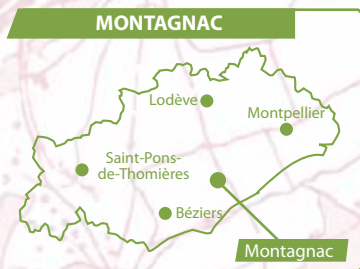 MONTAGNAC
Lodève
Montpellier
Saint-Pons-
de-Thomières
Béziers
Montagnac